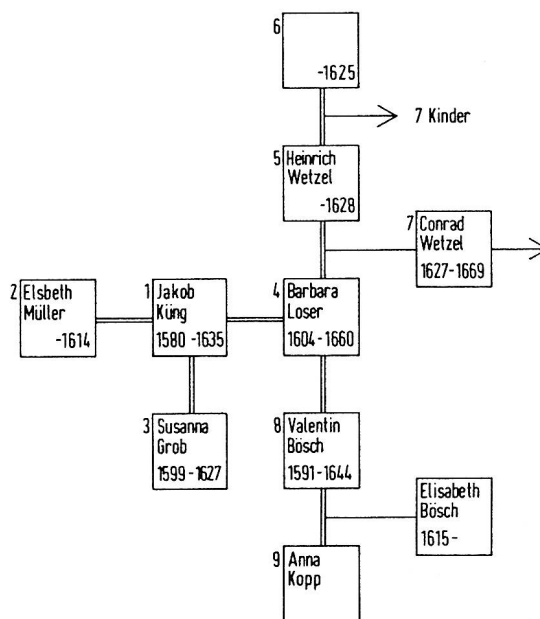 6
-1625
7 Kinder
5 Heinrich
Wetzel
-1628
7 Conrad
Wetzel
1627-1669
2 Elsbeth
Müller
-1614
1 Jakob
Küng
1580-1635
4 Barbara
Loser
1604-1660
3 Susanna
Grob
1599-1627
8 Valentin
Bösch
1591-1644
Elisabeth
Bösch
1615-
9 Anna
Kopp